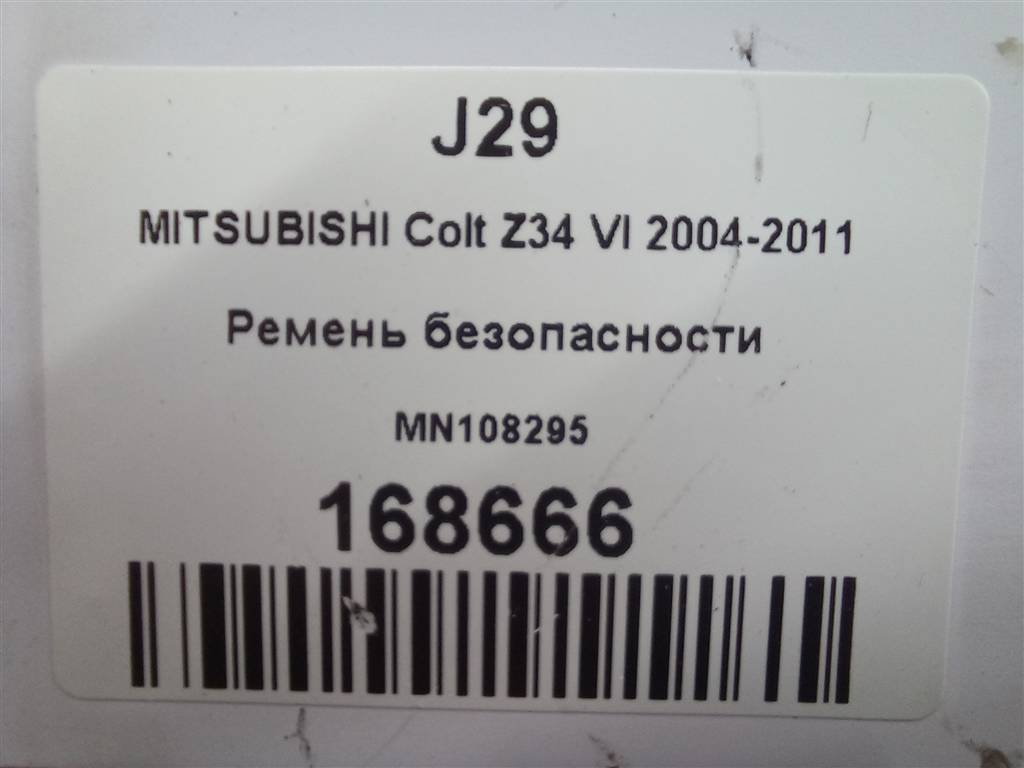 J29
MITSUBISHI Colt Z34 VI 2004-2011
Ремень безопасности
MN108295
168666